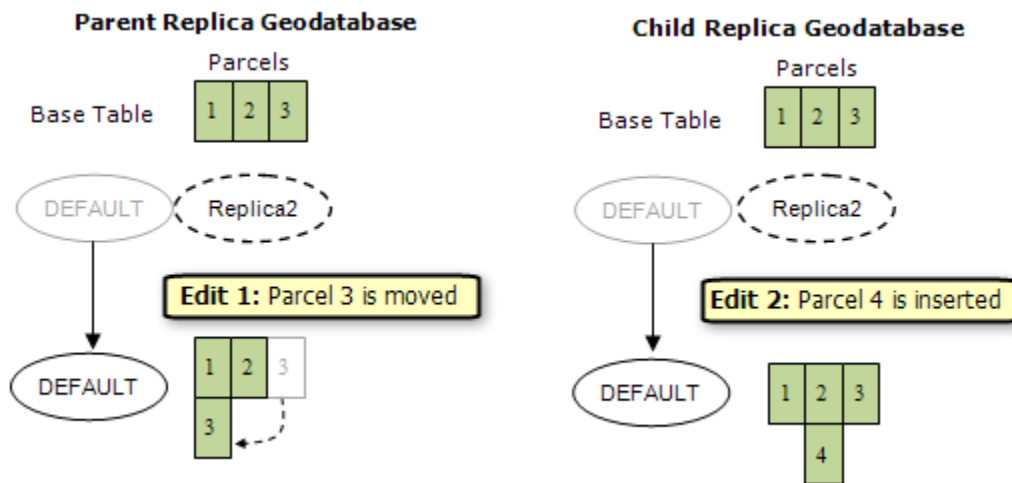 Parent Replica Geodatabase
Parcels
Base Table
1 2 3
DEFAULT
Replica2
Edit 1: Parcel 3 is moved
DEFAULT
1 2 3
3
Child Replica Geodatabase
Parcels
Base Table
1 2 3
DEFAULT
Replica2
Edit 2: Parcel 4 is inserted
DEFAULT
1 2 3
4